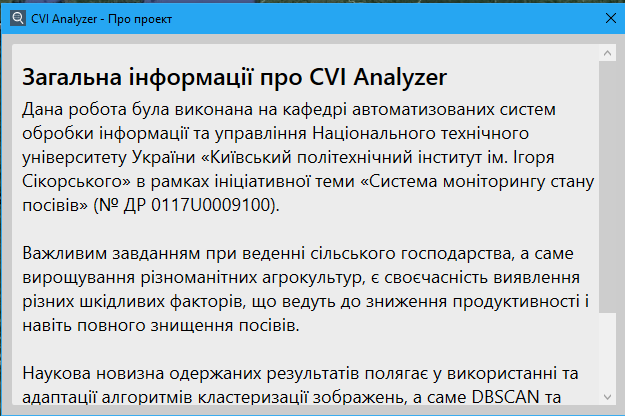 CVI Analyzer - Про проект
Загальна інформації про CVI Analyzer
Дана робота була виконана на кафедрі автоматизованих систем
обробки інформації та управління Національного технічного
університету України «Київський політехнічний інститут ім. Ігоря
Сікорського» в рамках ініціативної теми «Система моніторингу стану
посівів» (№ ДР 0117U0009100).
Важливим завданням при веденні сільського господарства, а саме
вирощування різноманітних агрокультур, є своєчасність виявлення
різних шкідливих факторів, що ведуть до зниження продуктивності і
навіть повного знищення посівів.
Наукова новизна одержаних результатів полягає у використанні та
адаптації алгоритмів кластеризації зображень, а саме DBSCAN та